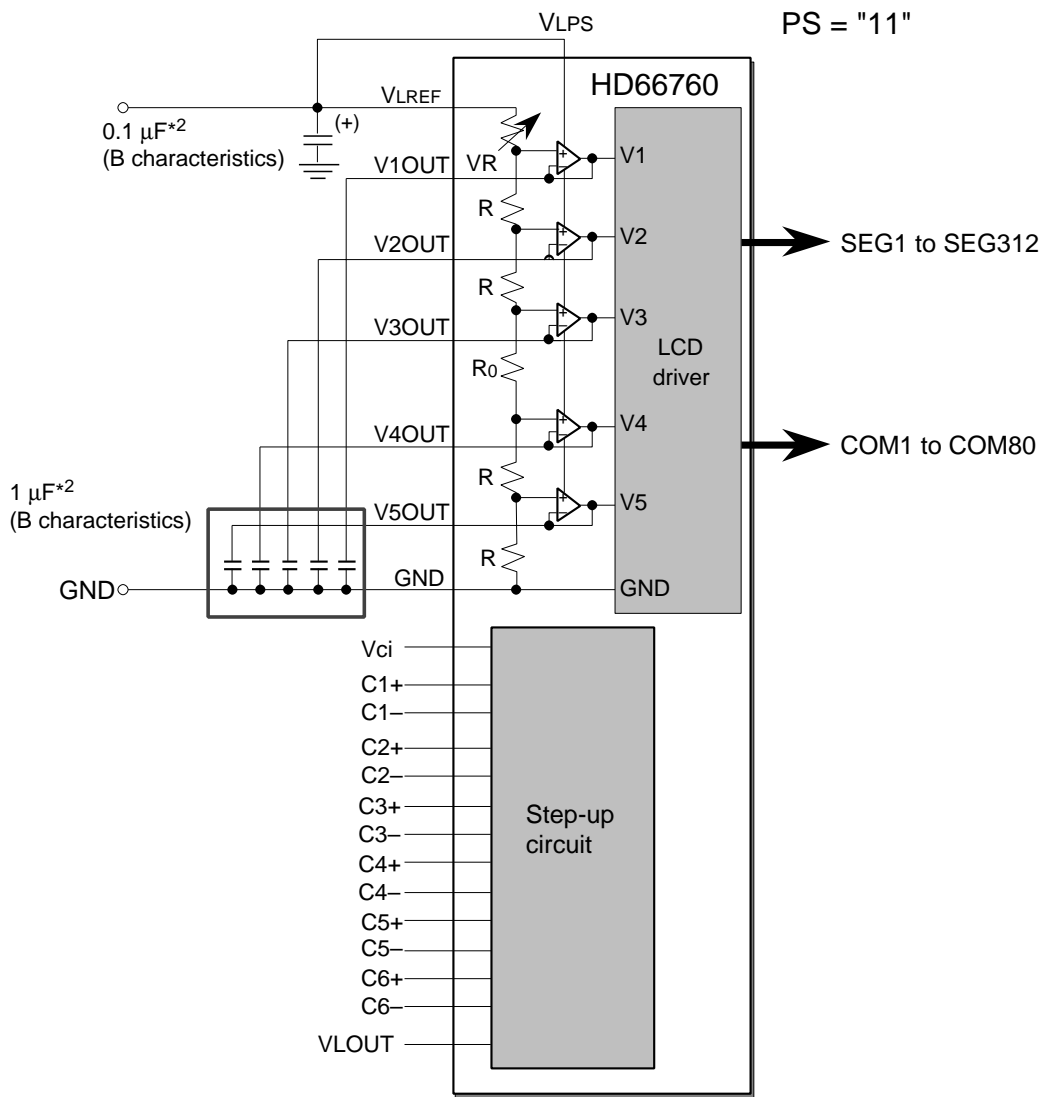 VLPS
PS = "11"
HD66760
VLREF
(+)
0.1 μF*2
(B characteristics)
VR
V1OUT
V1
R
V2OUT
V2
SEG1 to SEG312
R
V3OUT
V3
LCD
driver
R0
V4OUT
V4
COM1 to COM80
R
1 μF*2
(B characteristics)
V5OUT
V5
R
GND
GND
GND
Vci
C1+
C1–
C2+
C2–
C3+
C3–
C4+
C4–
C5+
C5–
C6+
C6–
VLOUT
Step-up
circuit